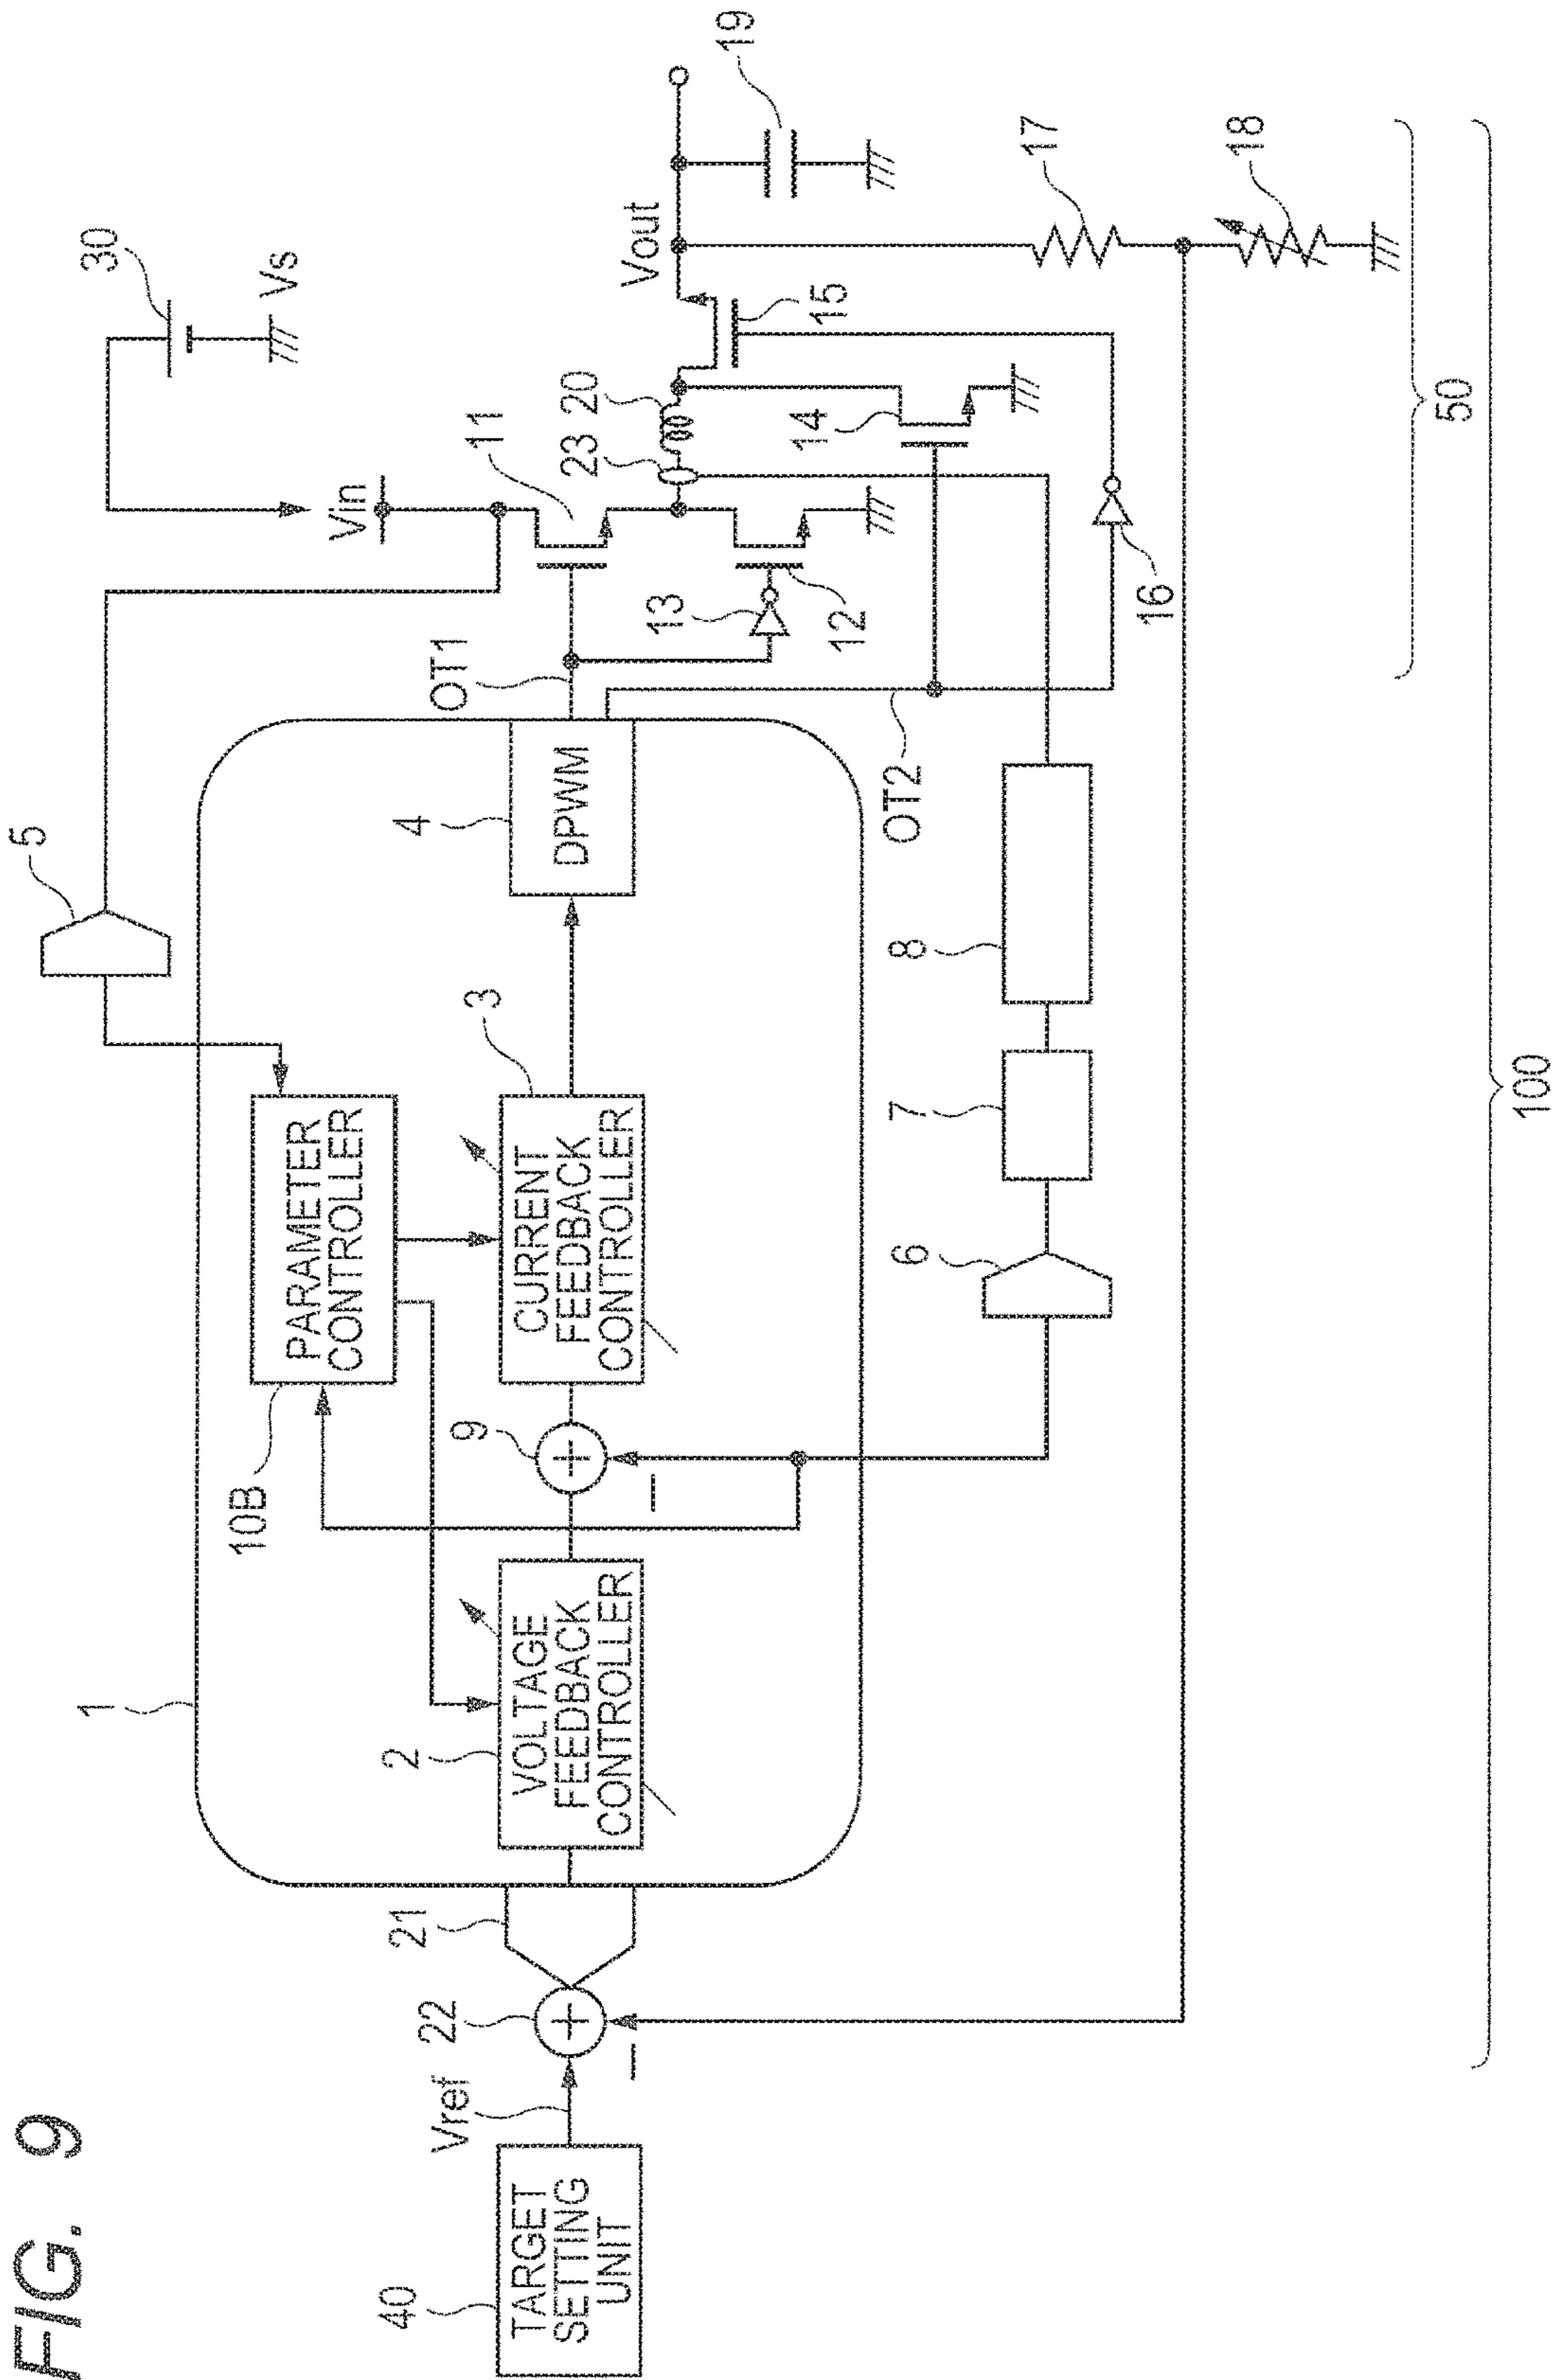 FIG. 9
30
Vs
5
Vin
11
23
20
Vout
19
1
10B
PARAMETER
CONTROLLER
OT1
13
12
14
15
17
18
40
TARGET
SETTING
UNIT
Vref
22
21
2
VOLTAGE
FEEDBACK
CONTROLLER
9
3
CURRENT
FEEDBACK
CONTROLLER
4
DPWM
OT2
16
6
7
8
50
100